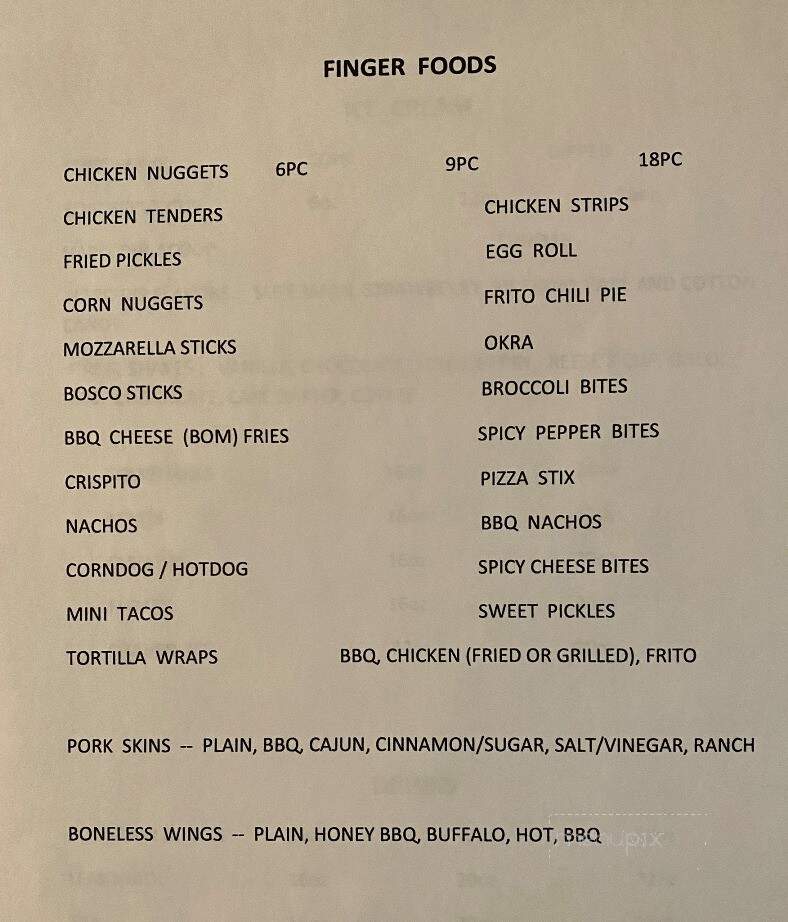 FINGER FOODS
CHICKEN NUGGETS 6PC 9PC 18PC
CHICKEN TENDERS CHICKEN STRIPS
FRIED PICKLES EGG ROLL
CORN NUGGETS FRITO CHILI PIE
MOZZARELLA STICKS OKRA
BOSCO STICKS BROCCOLI BITES
BBQ CHEESE (BOM) FRIES SPICY PEPPER BITES
CRISPITO PIZZA STIX
NACHOS BBQ NACHOS
CORNDOG / HOTDOG SPICY CHEESE BITES
MINI TACOS SWEET PICKLES
TORTILLA WRAPS BBQ, CHICKEN (FRIED OR GRILLED), FRITO
PORK SKINS -- PLAIN, BBQ, CAJUN, CINNAMON/SUGAR, SALT/VINEGAR, RANCH
BONELESS WINGS -- PLAIN, HONEY BBQ, BUFFALO, HOT, BBQ
menupix